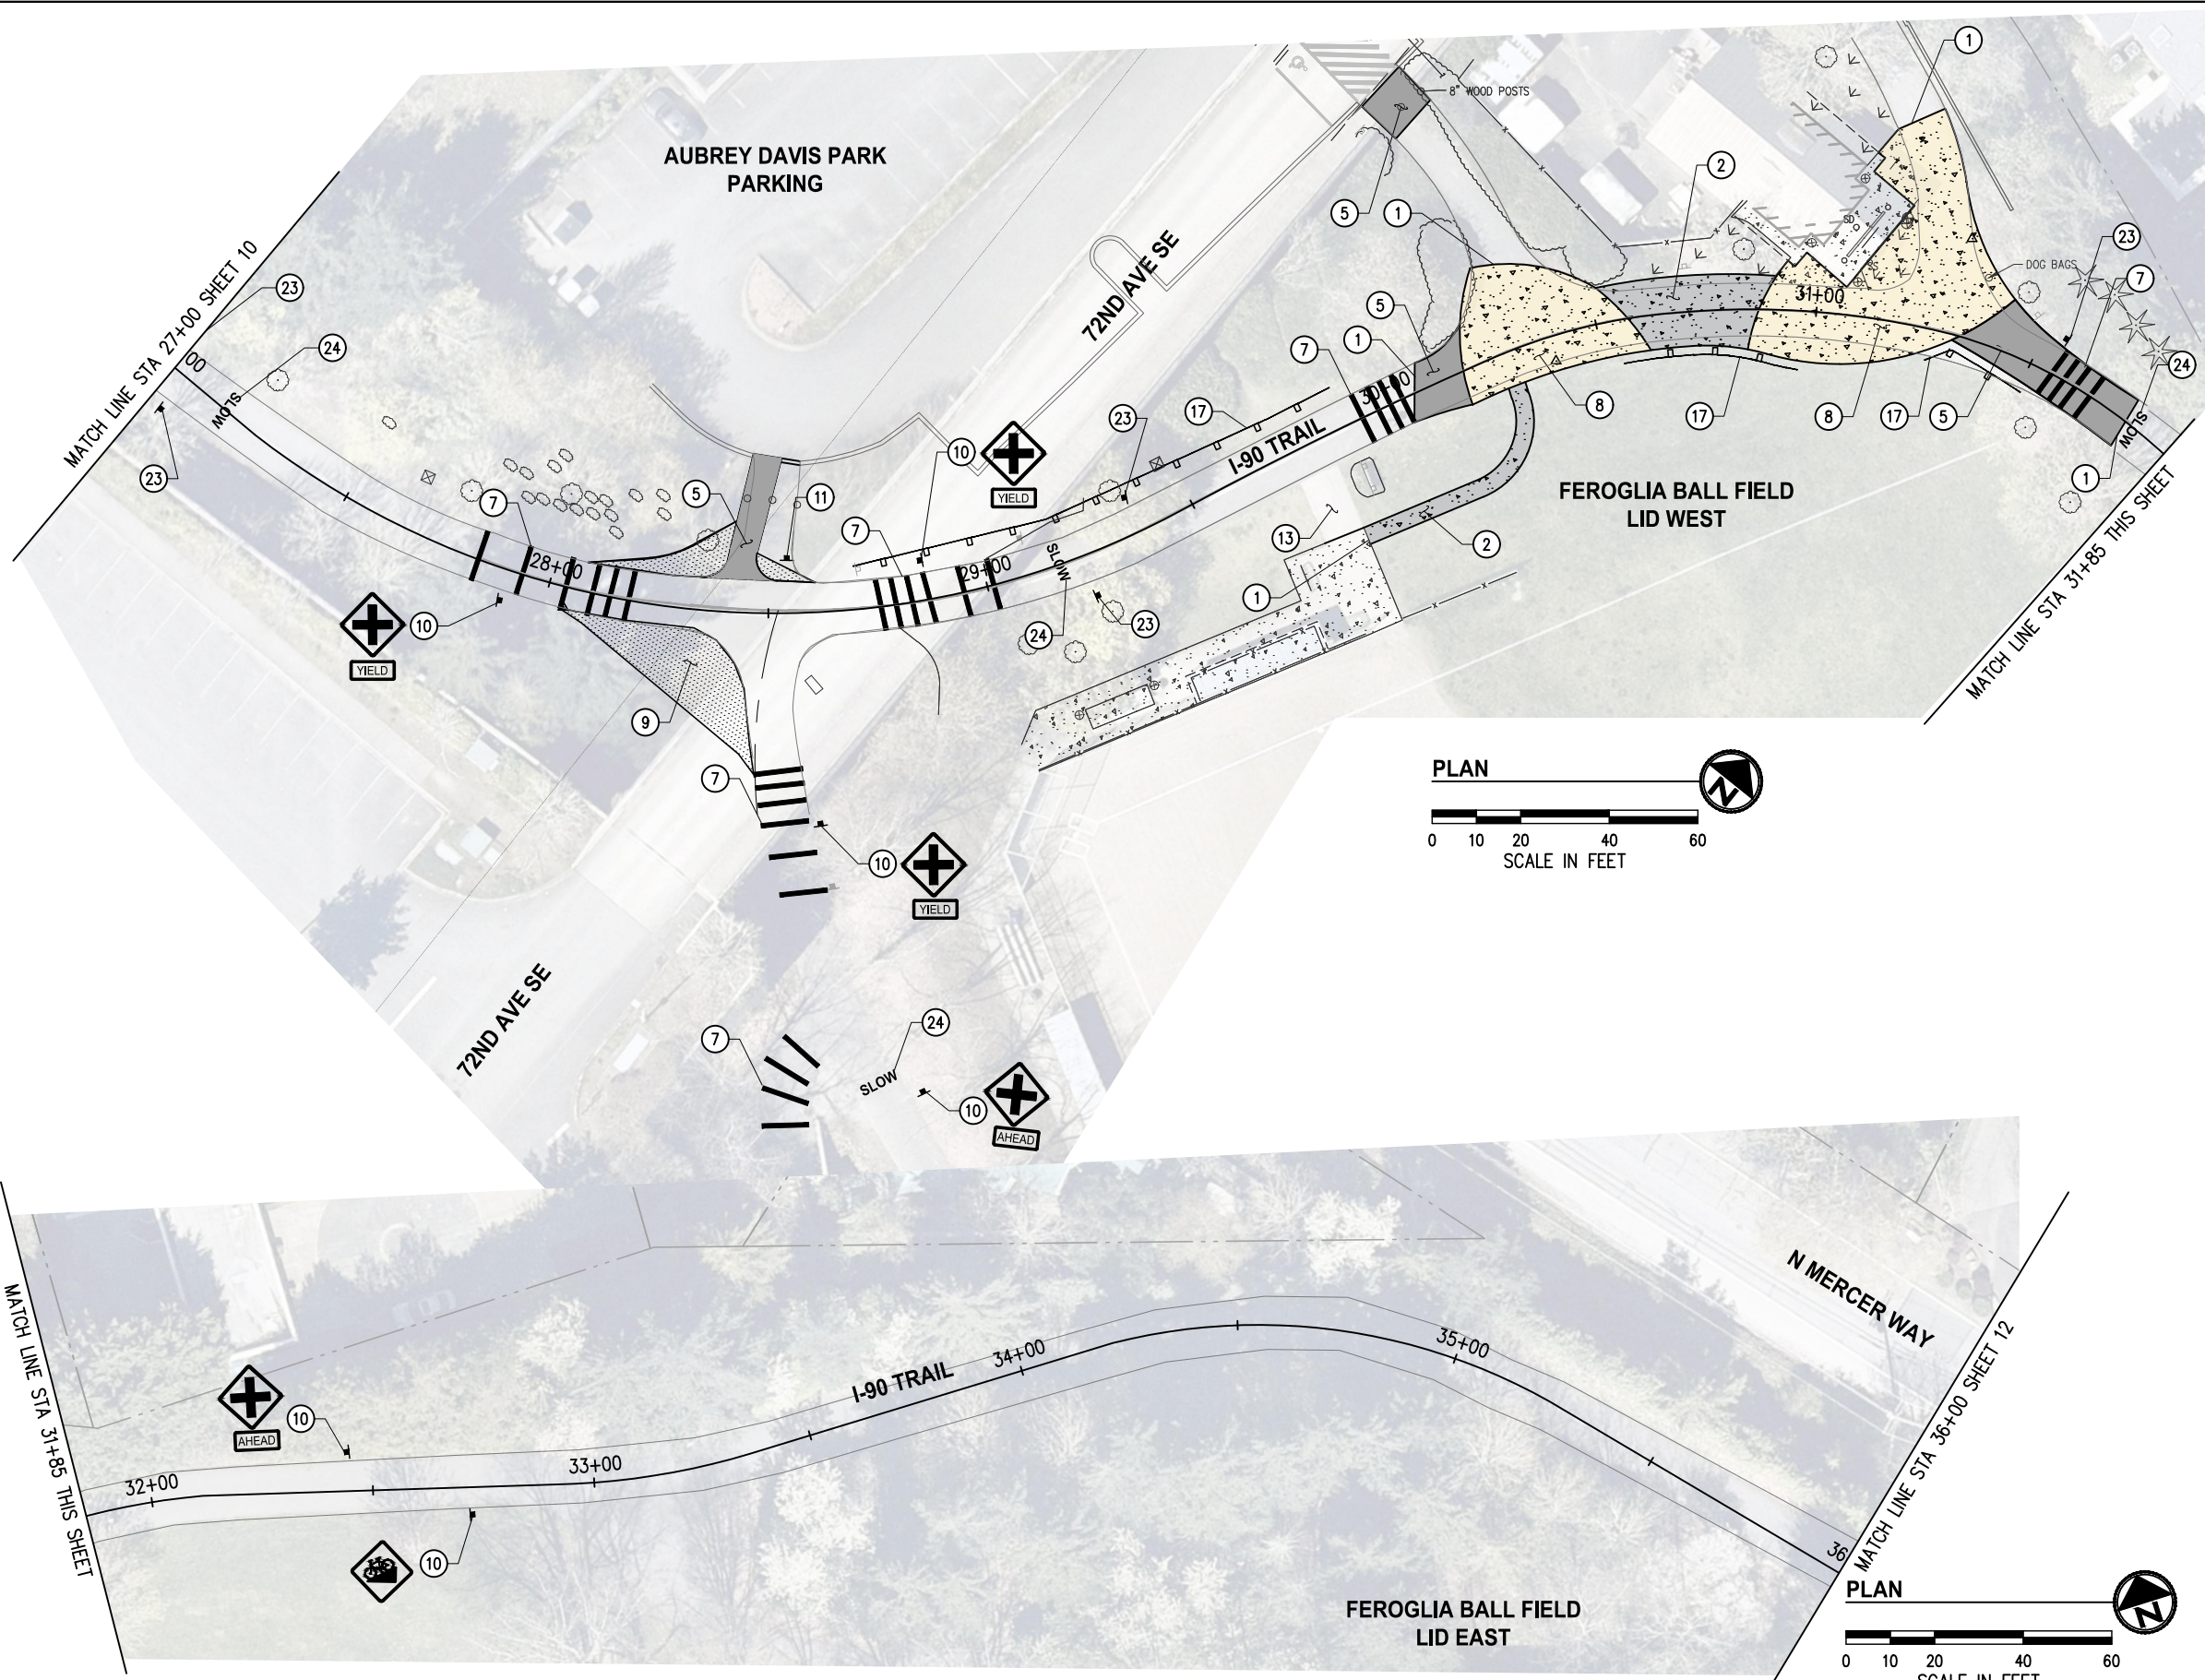 8" WOOD POSTS
1
AUBREY DAVIS PARK
PARKING
2
5
1
72ND AVE SE
SD
23
DOG BAGS
7
31+00
MATCH LINE STA 27+00 SHEET 10
23
00
24
SLOW
23
5
7
1
30+00
8
17
8
17
5
24
SLOW
1
23
17
I-90 TRAIL
10
YIELD
7
5
11
7
28+00
29+00
SLOW
13
2
FEROGLIA BALL FIELD
LID WEST
MATCH LINE STA 31+85 THIS SHEET
10
YIELD
24
23
1
9
7
10
YIELD
PLAN
N
0 10 20 40 60
SCALE IN FEET
72ND AVE SE
7
24
SLOW
10
AHEAD
MATCH LINE STA 31+85 THIS SHEET
AHEAD
10
32+00
33+00
I-90 TRAIL
34+00
35+00
N MERCER WAY
36
MATCH LINE STA 36+00 SHEET 12
10
FEROGLIA BALL FIELD
LID EAST
PLAN
N
0 10 20 40 60
SCALE IN FEET